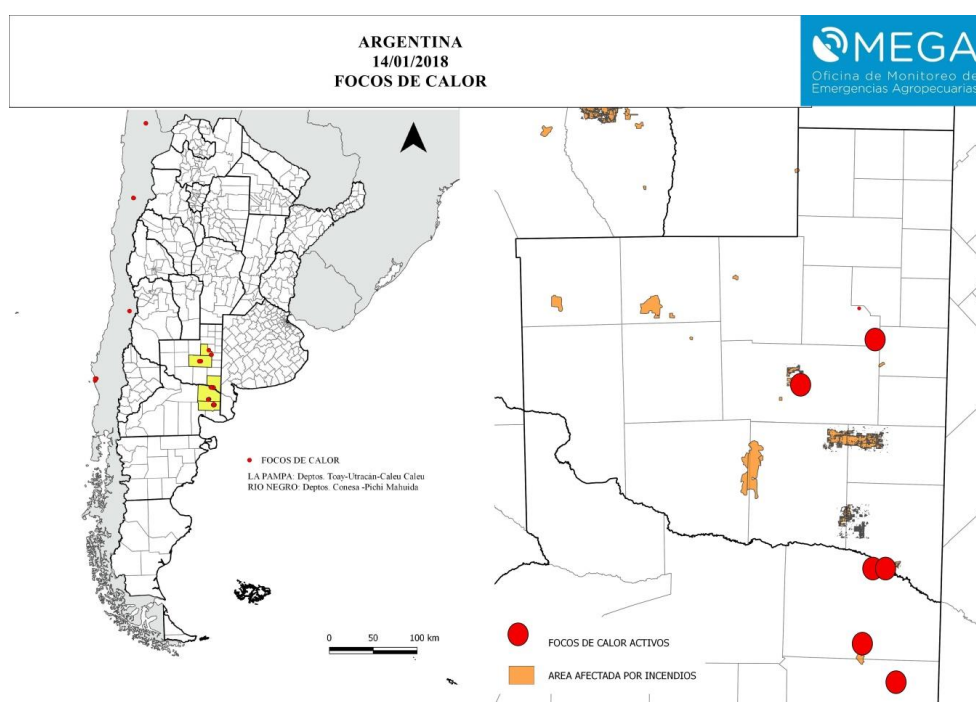 ARGENTINA
14/01/2018
FOCOS DE CALOR
OMEGA
Oficina de Monitoreo de
Emergencias Agropecuarias
FOCOS DE CALOR
LA PAMPA: Deptos. Toay-Utracán-Caleu Caleu
RIO NEGRO: Deptos. Conesa -Pichi Mahuida
0 50 100 km
FOCOS DE CALOR ACTIVOS
AREA AFECTADA POR INCENDIOS